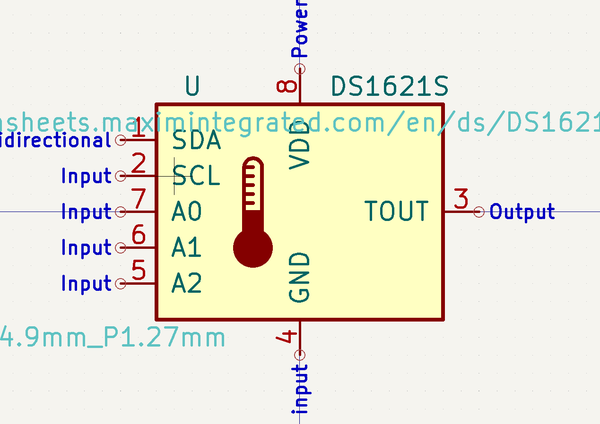 Power
8
U DS1621S
asheets.maximintegrated.com/en/ds/DS1621
VDD
idirectional 1 SDA
Input 2 SCL
Input 7 A0 TOUT 3 Output
Input 6 A1
Input 5 A2
GND
4.9mm_P1.27mm
4
input